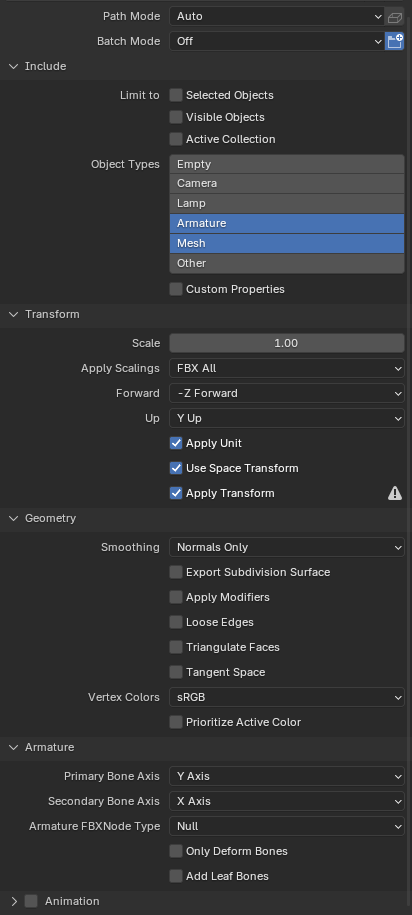 Path Mode Auto
Batch Mode Off
Include
Limit to Selected Objects
Visible Objects
Active Collection
Object Types Empty
Camera
Lamp
Armature
Mesh
Other
Custom Properties
Transform
Scale 1.00
Apply Scalings FBX All
Forward -Z Forward
Up Y Up
Apply Unit
Use Space Transform
Apply Transform
Geometry
Smoothing Normals Only
Export Subdivision Surface
Apply Modifiers
Loose Edges
Triangulate Faces
Tangent Space
Vertex Colors sRGB
Prioritize Active Color
Armature
Primary Bone Axis Y Axis
Secondary Bone Axis X Axis
Armature FBXNode Type Null
Only Deform Bones
Add Leaf Bones
Animation